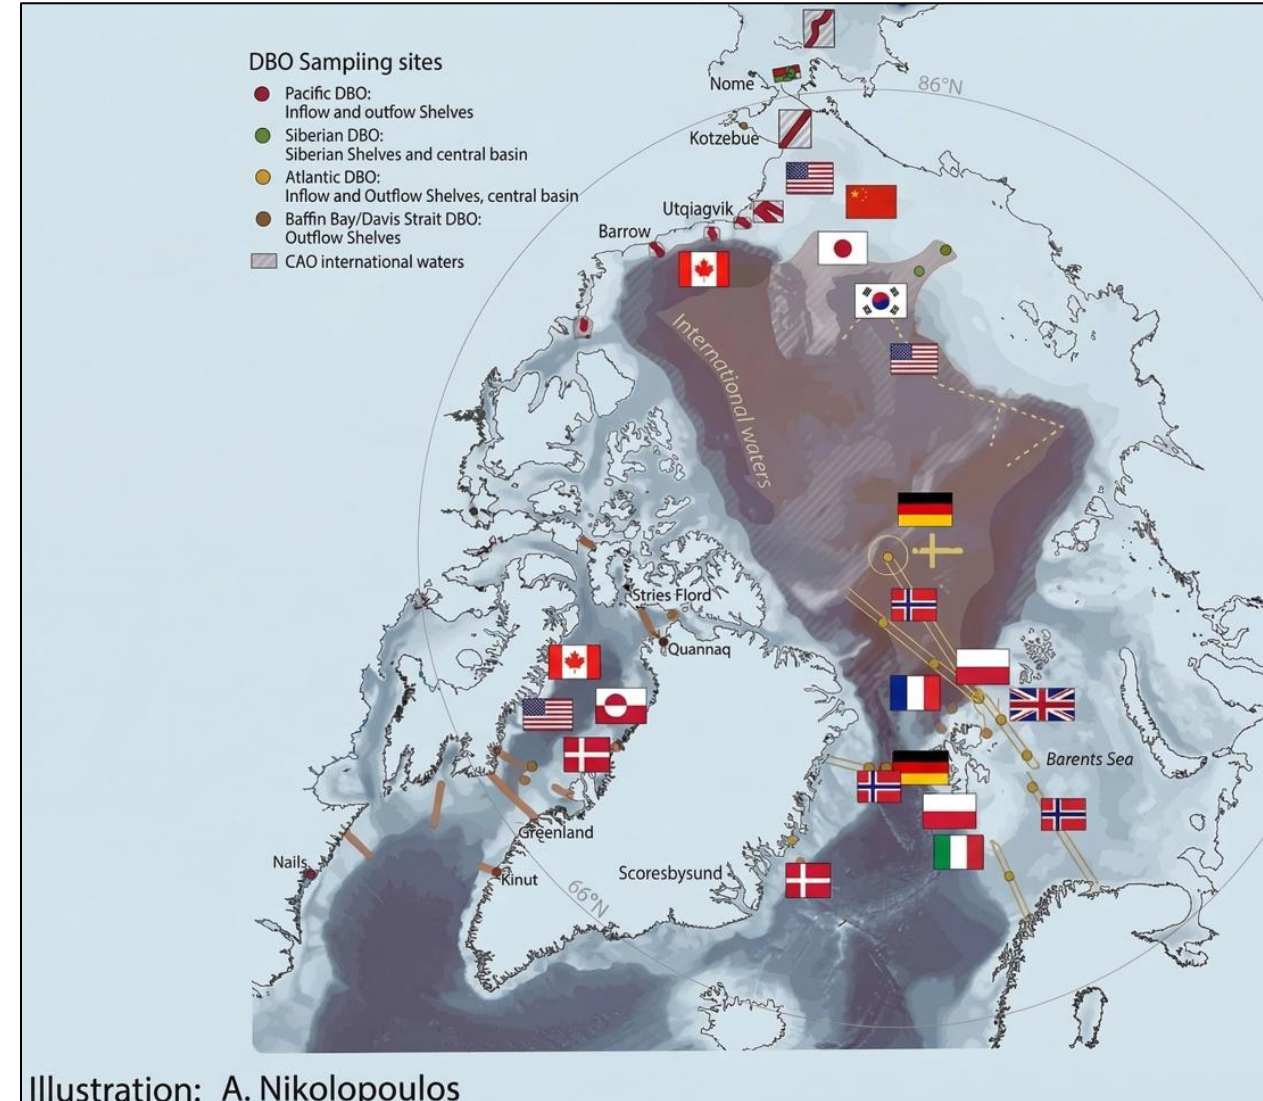 DBO Sampling sites
Pacific DBO:
Inflow and outfow Shelves
Siberian DBO:
Siberian Shelves and central basin
Atlantic DBO:
Inflow and Outflow Shelves, central basin
Baffin Bay/Davis Strait DBO:
Outflow Shelves
CAO international waters
Nome
86°N
Kotzebue
Utqiagvik
Barrow
International waters
Stries Flord
Quannaq
Barents Sea
Greenland
Nails
Kinut
Scoresbysund
66°N
Illustration: A. Nikolopoulos